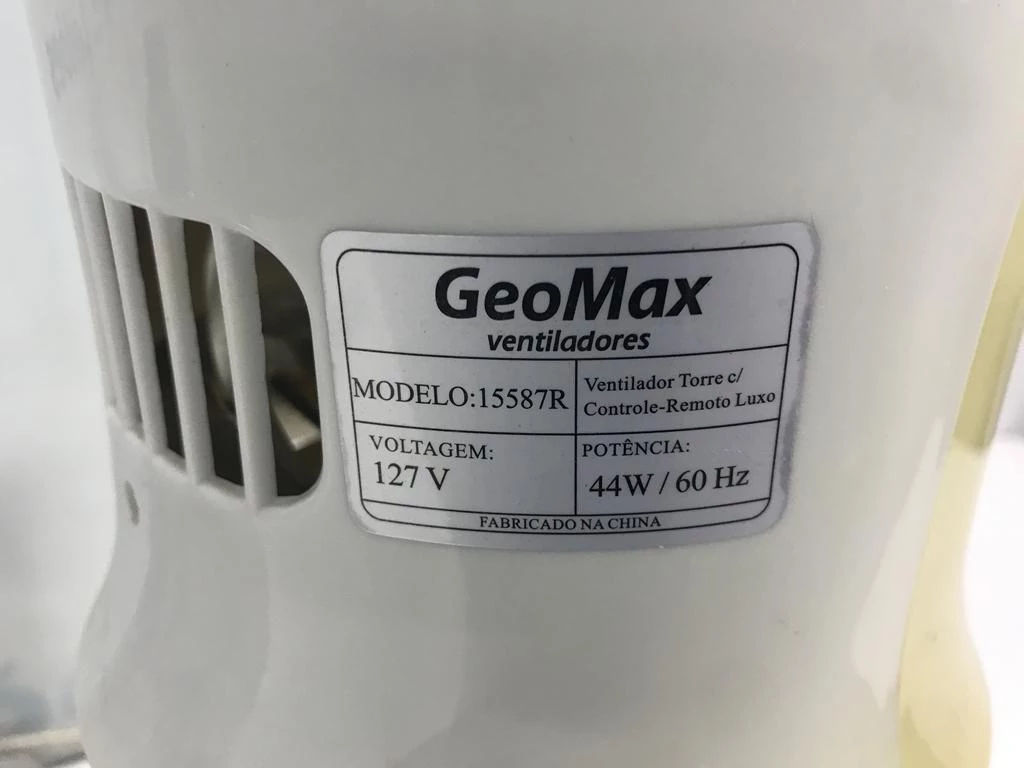 GeoMax
ventiladores
MODELO:15587R
Ventilador Torre c/
Controle-Remoto Luxo
VOLTAGEM:
127 V
POTÊNCIA:
44W / 60 Hz
FABRICADO NA CHINA